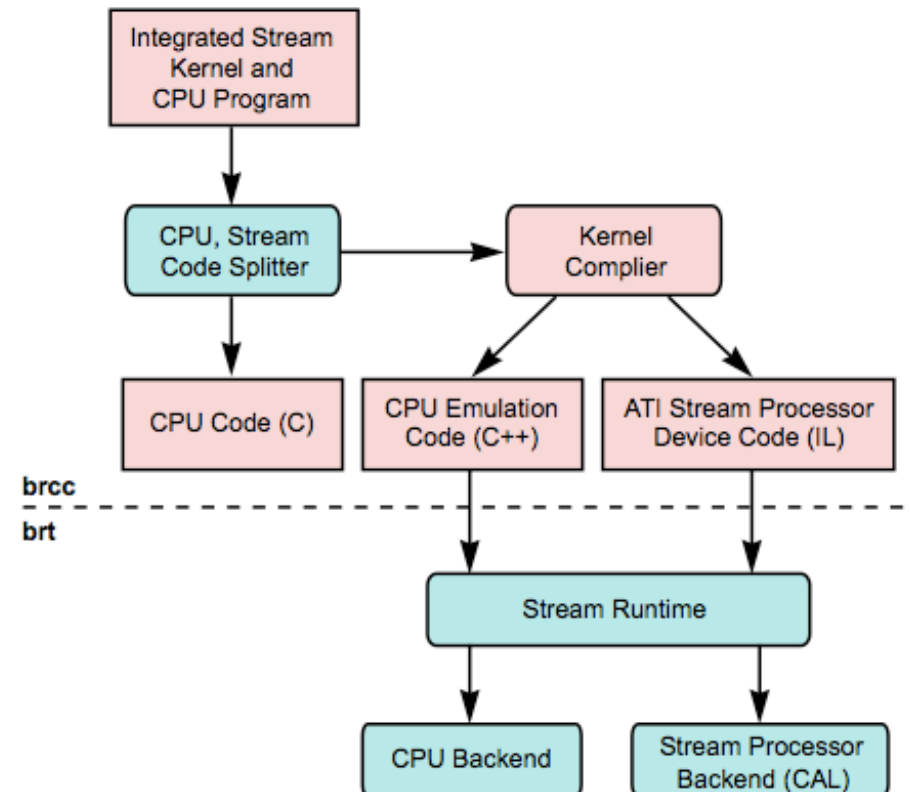 Integrated Stream
Kernel and
CPU Program
CPU, Stream
Code Splitter
Kernel
Complier
CPU Code (C)
CPU Emulation
Code (C++)
ATI Stream Processor
Device Code (IL)
brcc
brt
Stream Runtime
CPU Backend
Stream Processor
Backend (CAL)